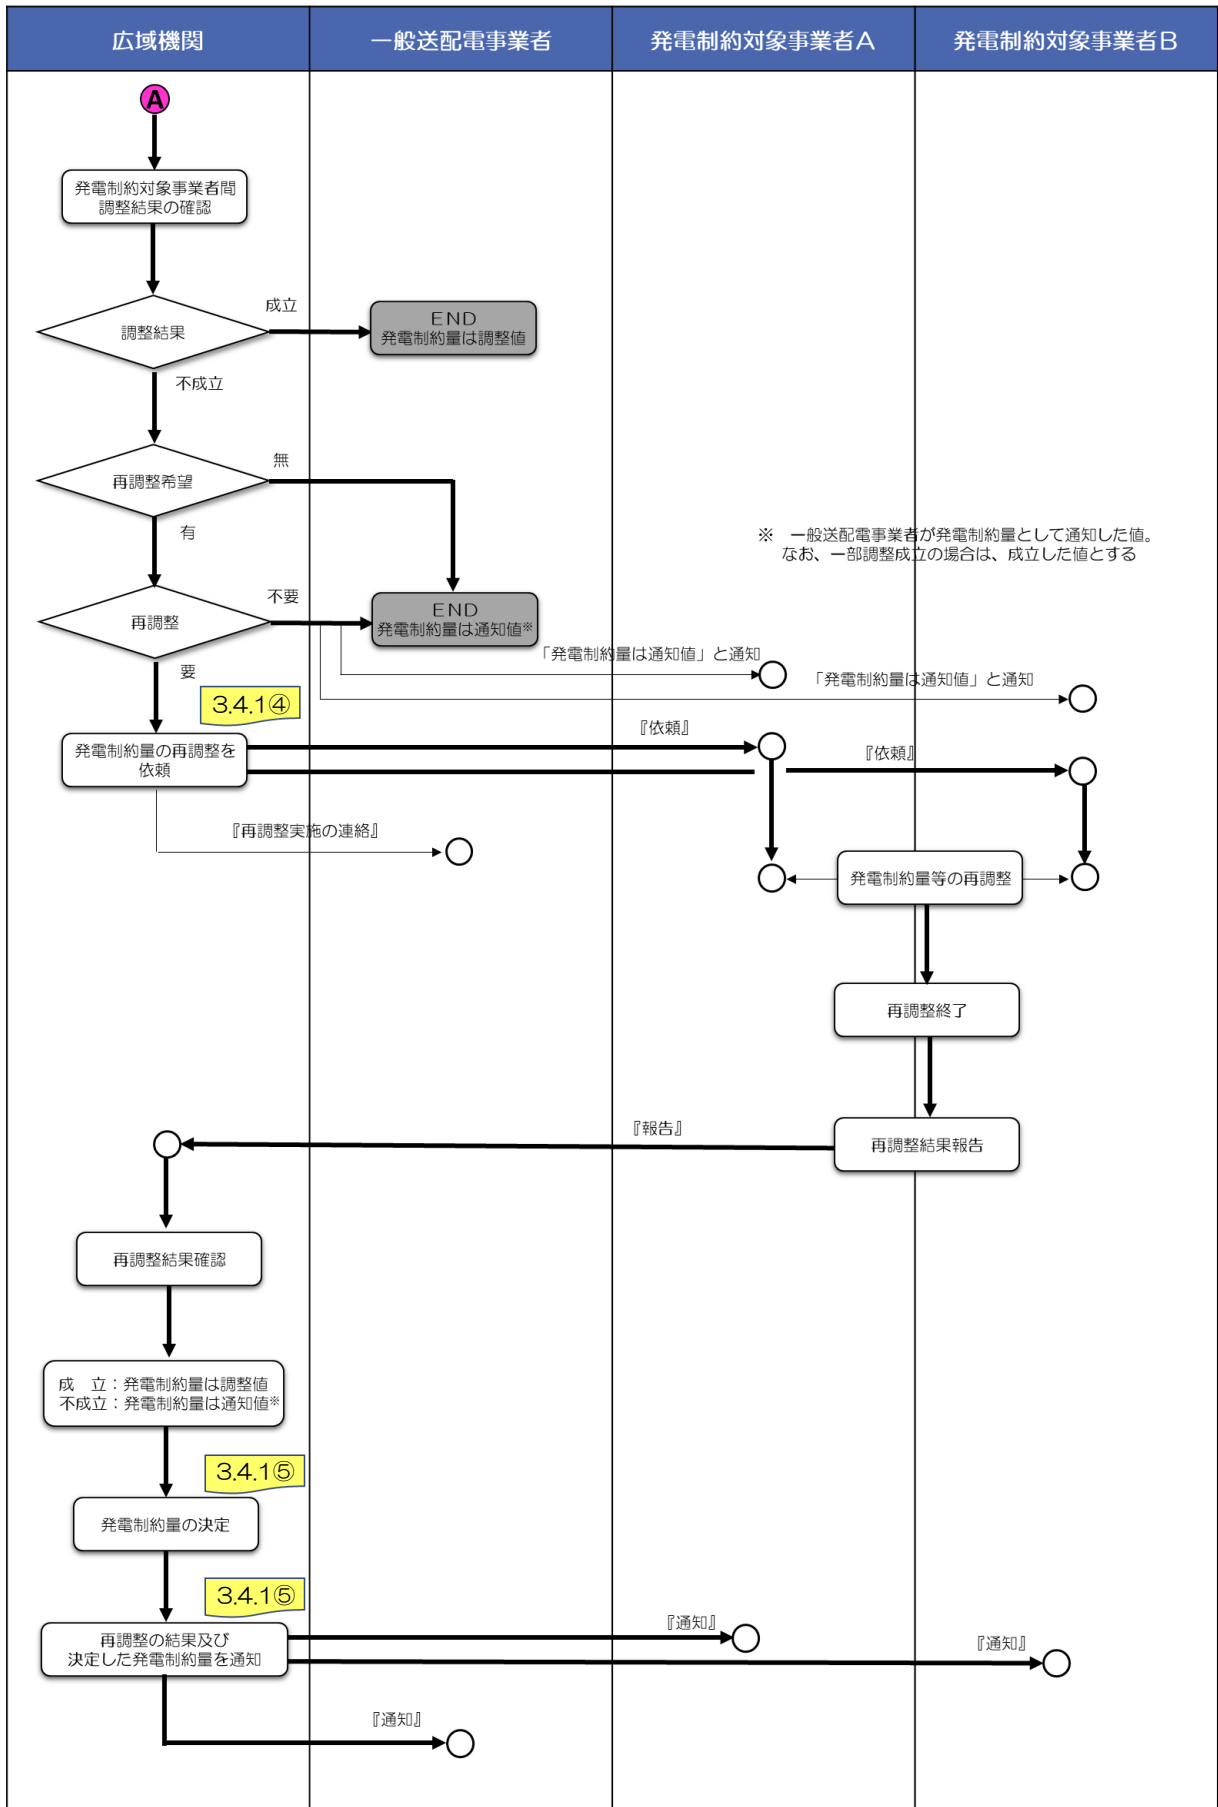 広域機関
一般送配電事業者
発電制約対象事業者A
発電制約対象事業者B
A
発電制約対象事業者間
調整結果の確認
調整結果
成立
END
発電制約量は調整値
不成立
再調整希望
無
有
※　一般送配電事業者が発電制約量として通知した値。
なお、一部調整成立の場合は、成立した値とする
再調整
不要
END
発電制約量は通知値※
「発電制約量は通知値」と通知
「発電制約量は通知値」と通知
要
3.4.1④
発電制約量の再調整を
依頼
『依頼』
『依頼』
『再調整実施の連絡』
発電制約量等の再調整
再調整終了
『報告』
再調整結果報告
再調整結果確認
成　立：発電制約量は調整値
不成立：発電制約量は通知値※
3.4.1⑤
発電制約量の決定
3.4.1⑤
再調整の結果及び
決定した発電制約量を通知
『通知』
『通知』
『通知』